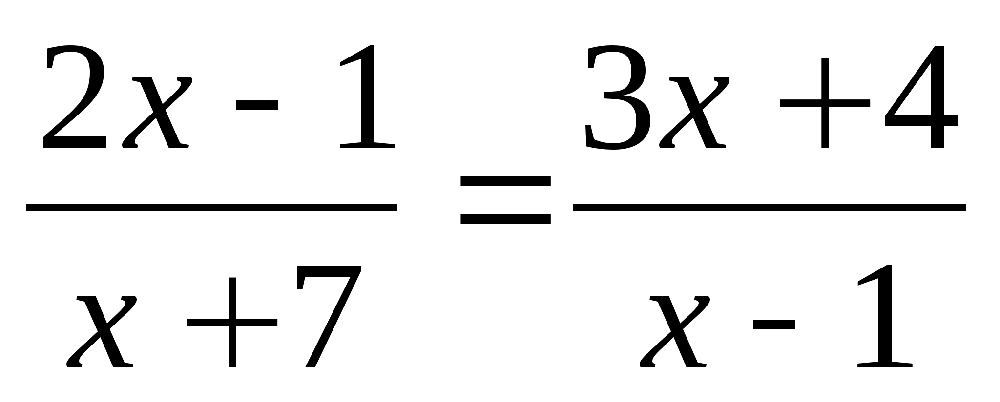 2x - 1 = 3x + 4
x + 7 x - 1